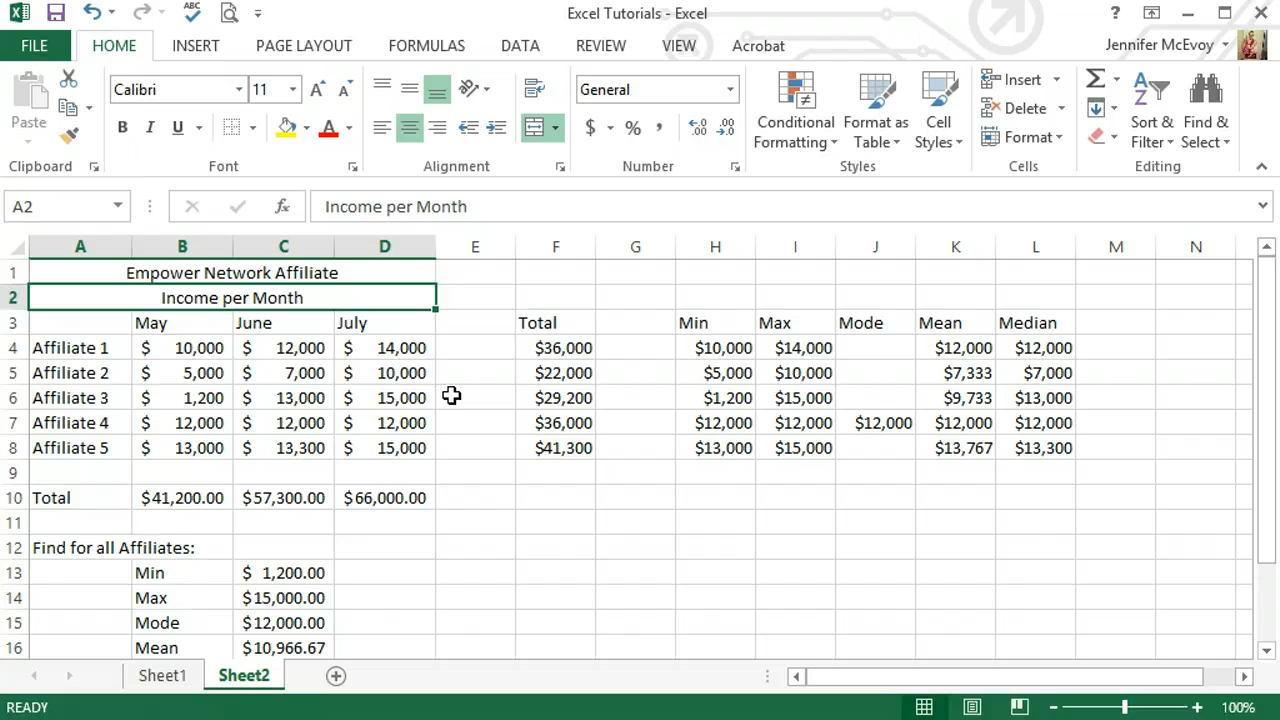 ABC
Excel Tutorials - Excel
?
FILE HOME INSERT PAGE LAYOUT FORMULAS DATA REVIEW VIEW Acrobat Jennifer McEvoy
Paste
Calibri 11
B I U A
Clipboard Font
Alignment
General
$ % , .0 .00 .00 .0
Number
Conditional Formatting
Format as Table
Cell Styles
Styles
Insert
Delete
Format
Cells
Sort & Filter
Find & Select
Editing
A2 fx Income per Month
A B C D E F G H I J K L M N
1 Empower Network Affiliate
2 Income per Month
3 May June July Total Min Max Mode Mean Median
4 Affiliate 1 $ 10,000 $ 12,000 $ 14,000 $36,000 $10,000 $14,000 $12,000 $12,000
5 Affiliate 2 $ 5,000 $ 7,000 $ 10,000 $22,000 $5,000 $10,000 $7,333 $7,000
6 Affiliate 3 $ 1,200 $ 13,000 $ 15,000 $29,200 $1,200 $15,000 $9,733 $13,000
7 Affiliate 4 $ 12,000 $ 12,000 $ 12,000 $36,000 $12,000 $12,000 $12,000 $12,000 $12,000
8 Affiliate 5 $ 13,000 $ 13,300 $ 15,000 $41,300 $13,000 $15,000 $13,767 $13,300
9
10 Total $41,200.00 $57,300.00 $66,000.00
11
12 Find for all Affiliates:
13 Min $ 1,200.00
14 Max $15,000.00
15 Mode $12,000.00
16 Mean $10,966.67
Sheet1 Sheet2
READY 100%